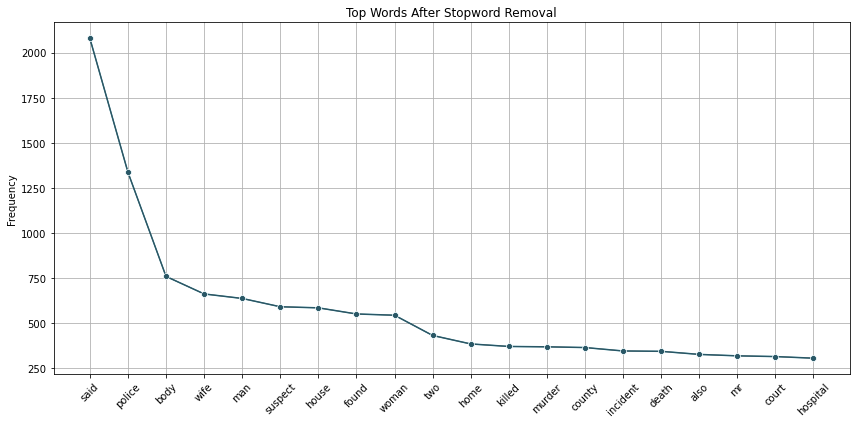 Top Words After Stopword Removal
Frequency
2000
1750
1500
1250
1000
750
500
250
said police body wife man suspect house found woman two home killed murder county incident death also mr court hospital